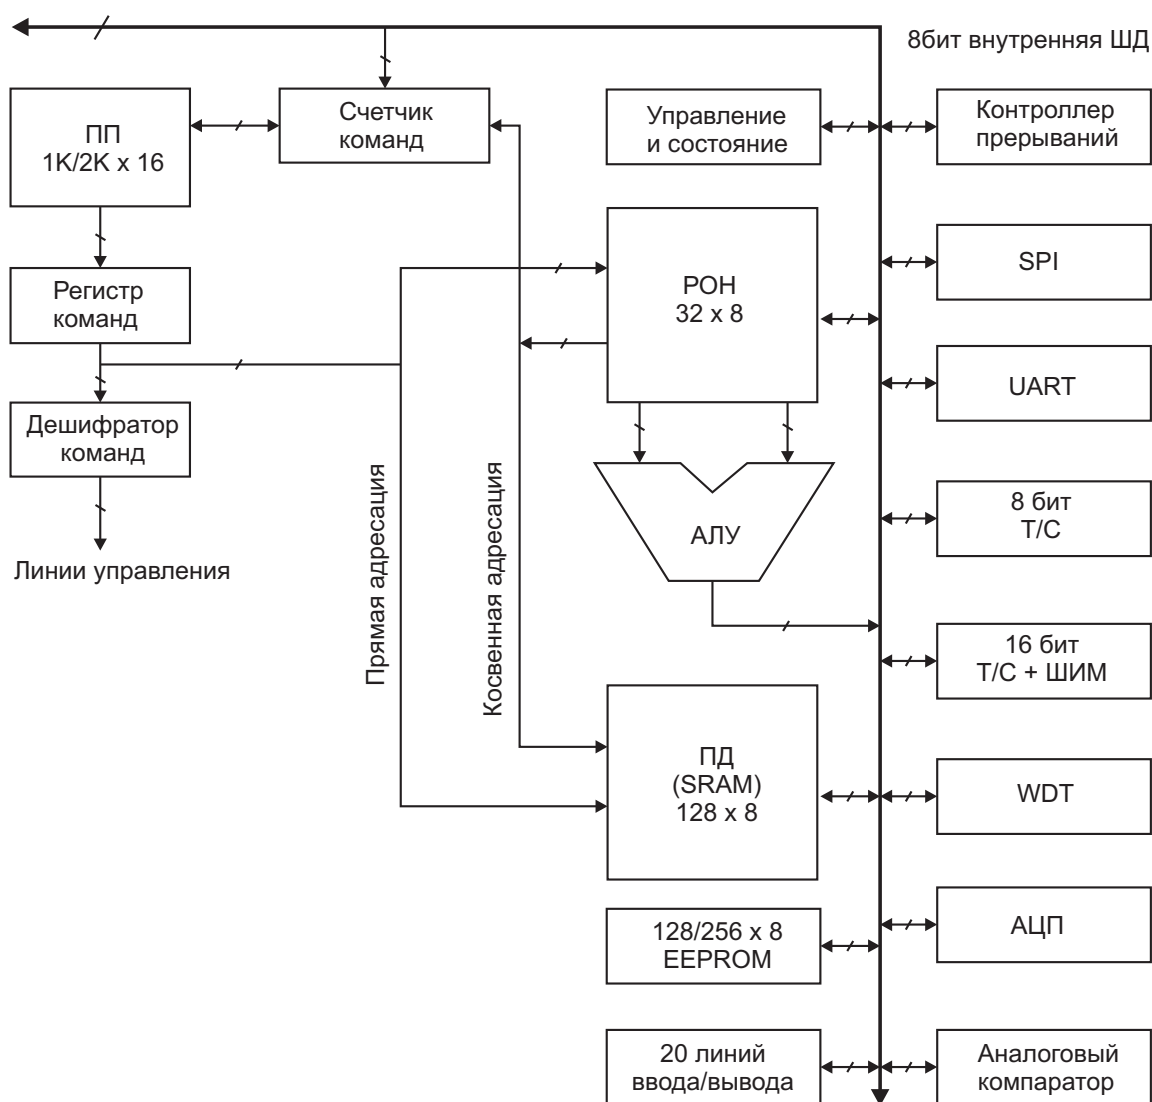 8бит внутренняя ШД
ПП
1K/2K x 16
Счетчик
команд
Управление
и состояние
Контроллер
прерываний
Регистр
команд
РОН
32 x 8
SPI
UART
Дешифратор
команд
Линии управления
Прямая адресация
Косвенная адресация
АЛУ
8 бит
T/C
16 бит
T/C + ШИМ
ПД
(SRAM)
128 x 8
WDT
128/256 x 8
EEPROM
АЦП
20 линий
ввода/вывода
Аналоговый
компаратор